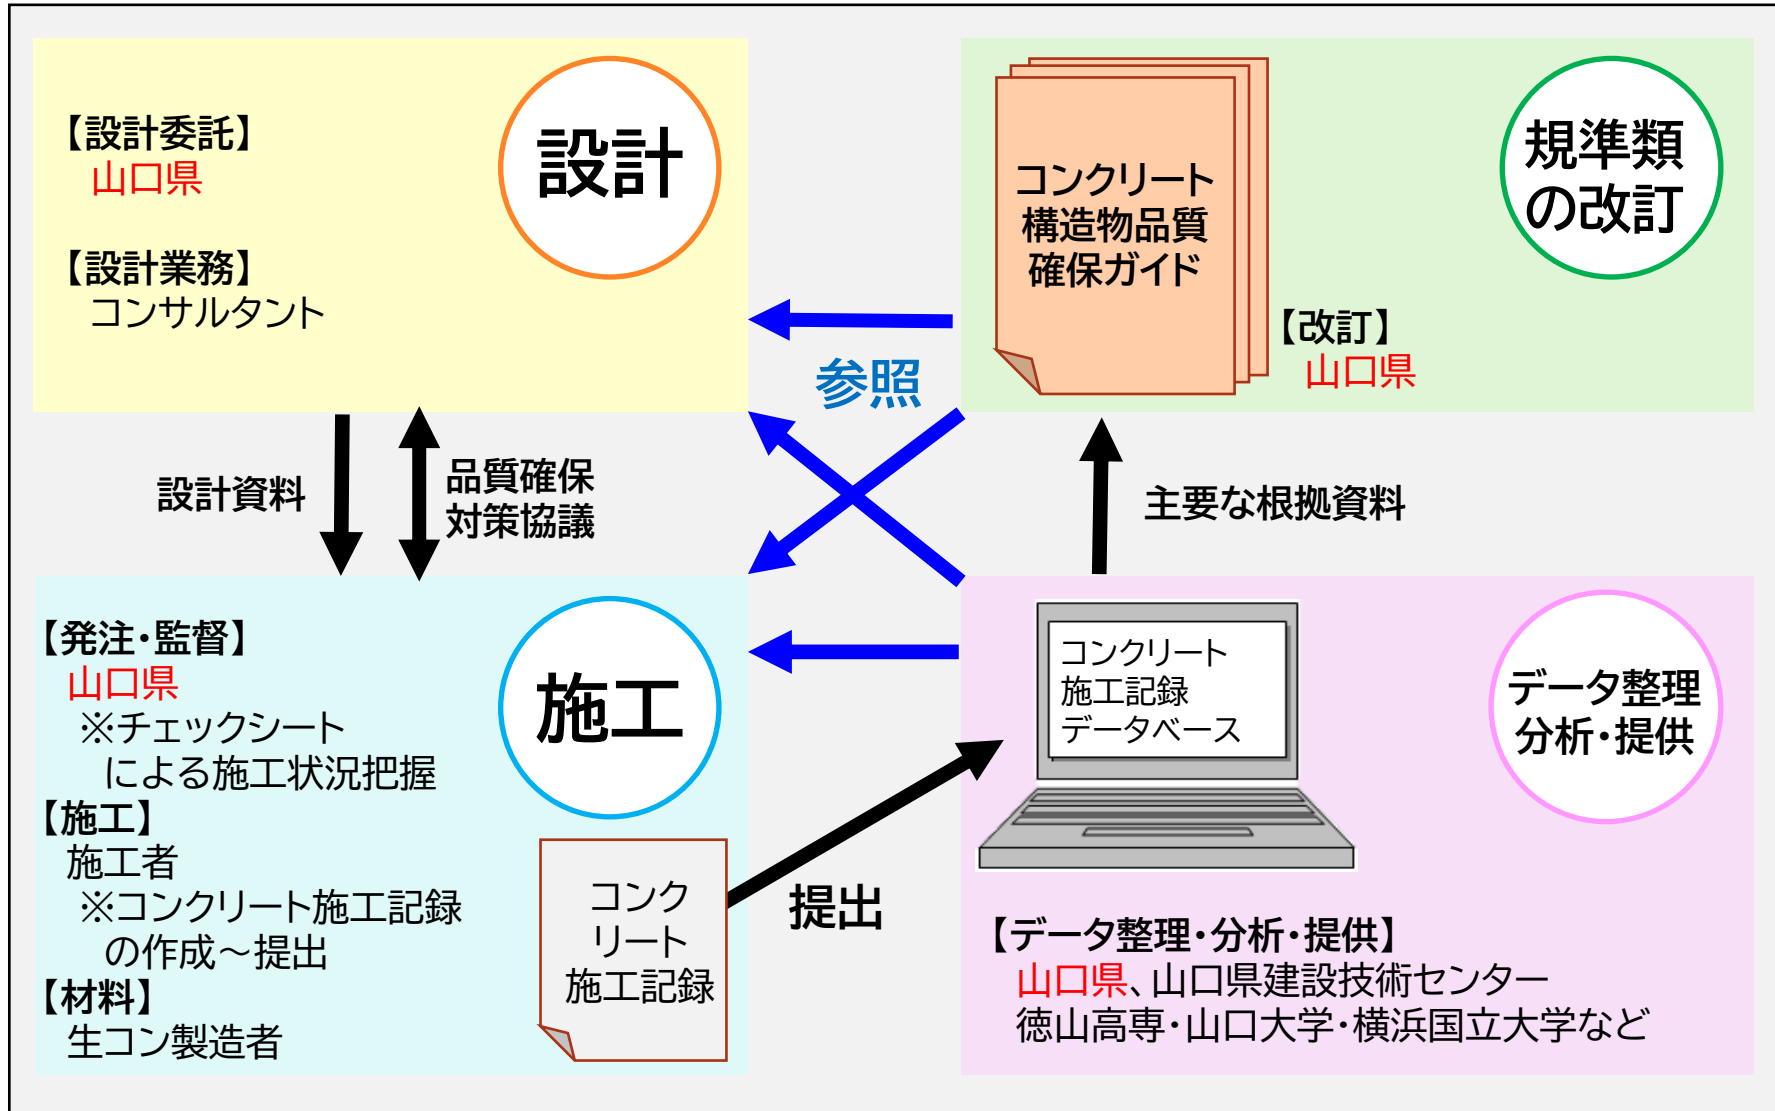 【設計委託】
山口県
【設計業務】
コンサルタント
設計
コンクリート
構造物品質
確保ガイド
規準類
の改訂
【改訂】
山口県
参照
設計資料
品質確保
対策協議
主要な根拠資料
【発注・監督】
山口県
※チェックシート
による施工状況把握
【施工】
施工者
※コンクリート施工記録
の作成～提出
【材料】
生コン製造者
施工
コンク
リート
施工記録
提出
コンクリート
施工記録
データベース
データ整理
分析・提供
【データ整理・分析・提供】
山口県、山口県建設技術センター
徳山高専・山口大学・横浜国立大学など